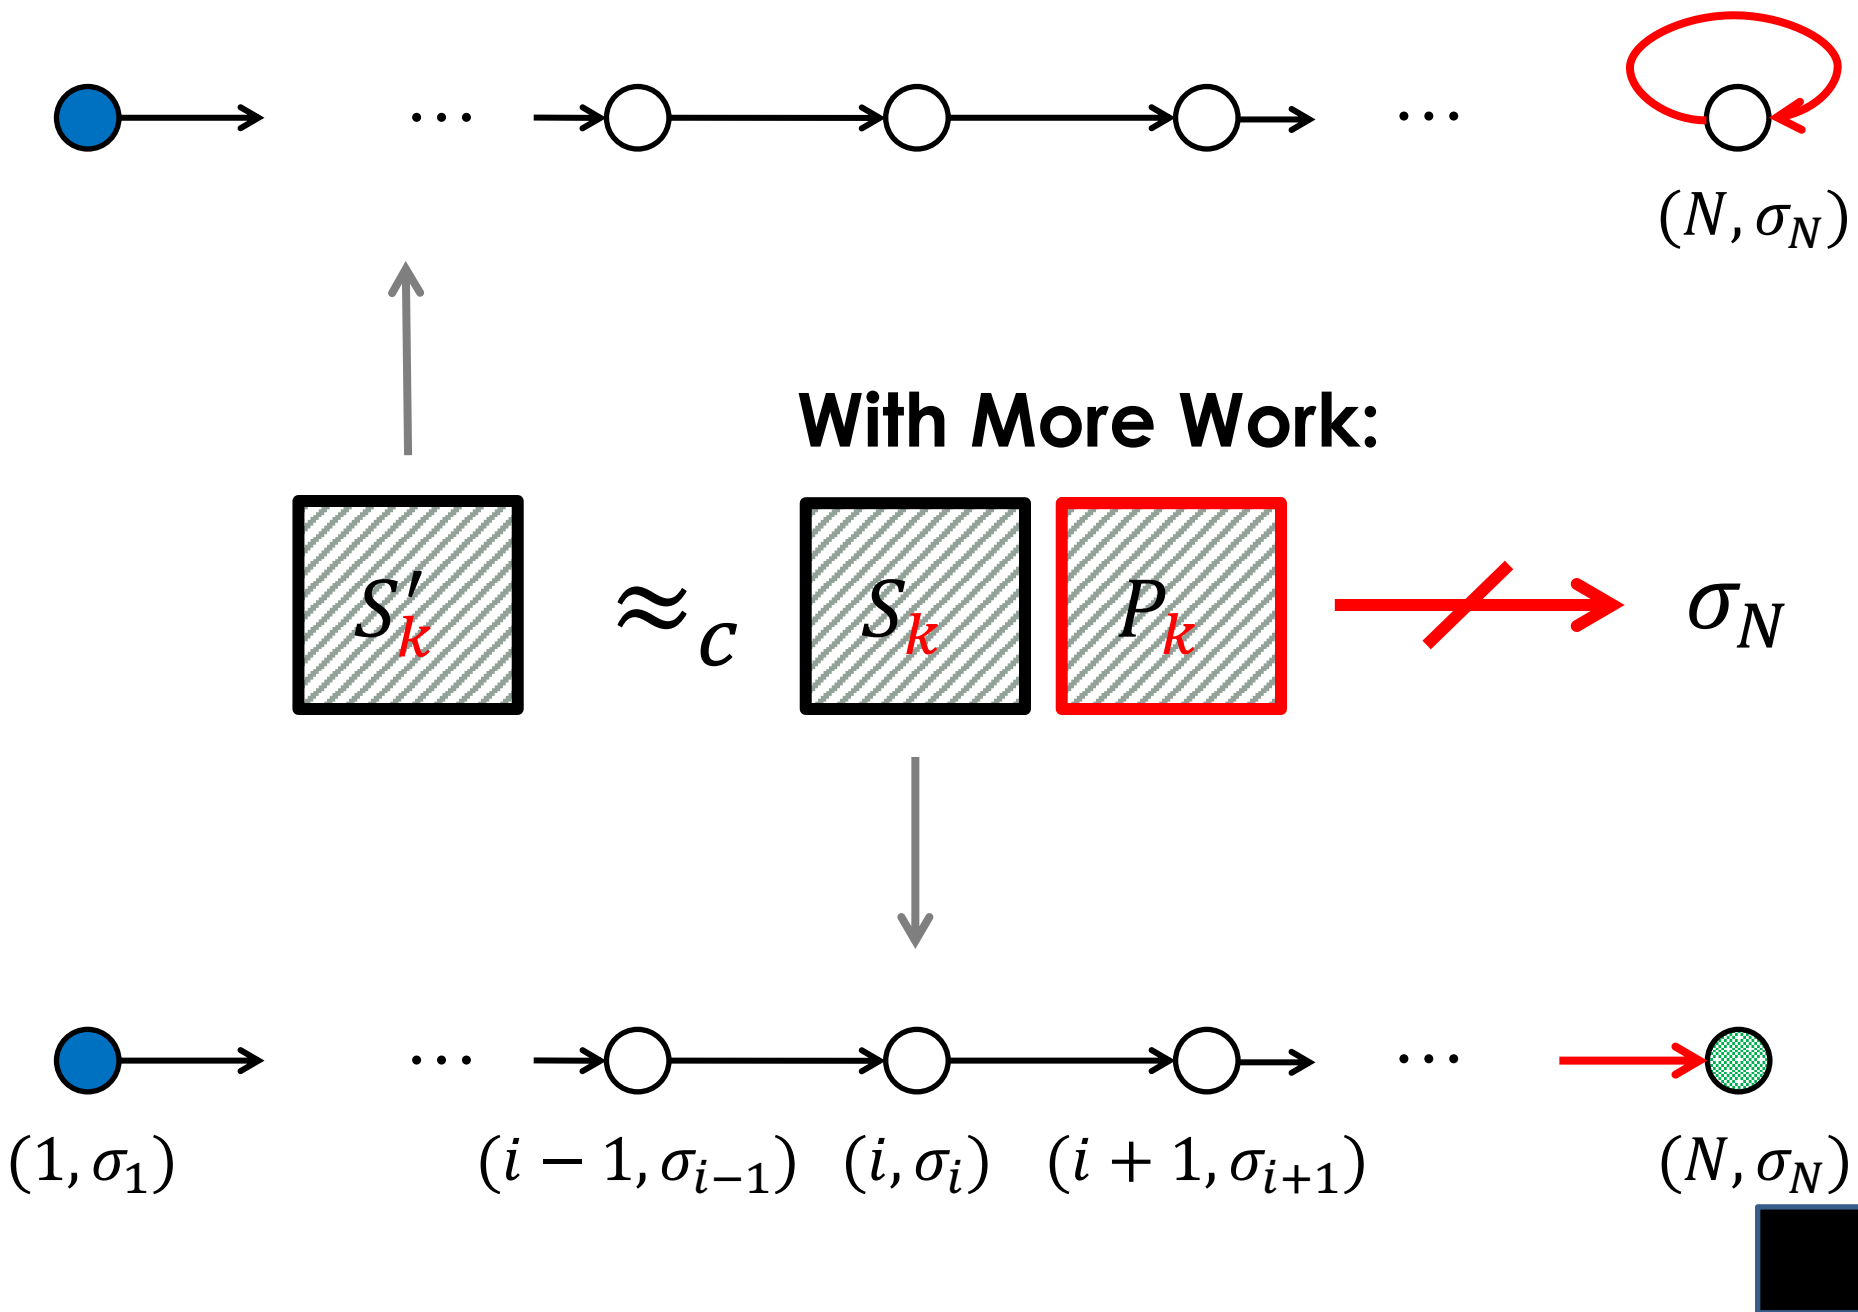 ⋯ ⋯
(N, σ_N)
With More Work:
S′_k ≈_c S_k P_k σ_N
⋯ ⋯
(1, σ_1) (i − 1, σ_{i−1}) (i, σ_i) (i + 1, σ_{i+1}) (N, σ_N)